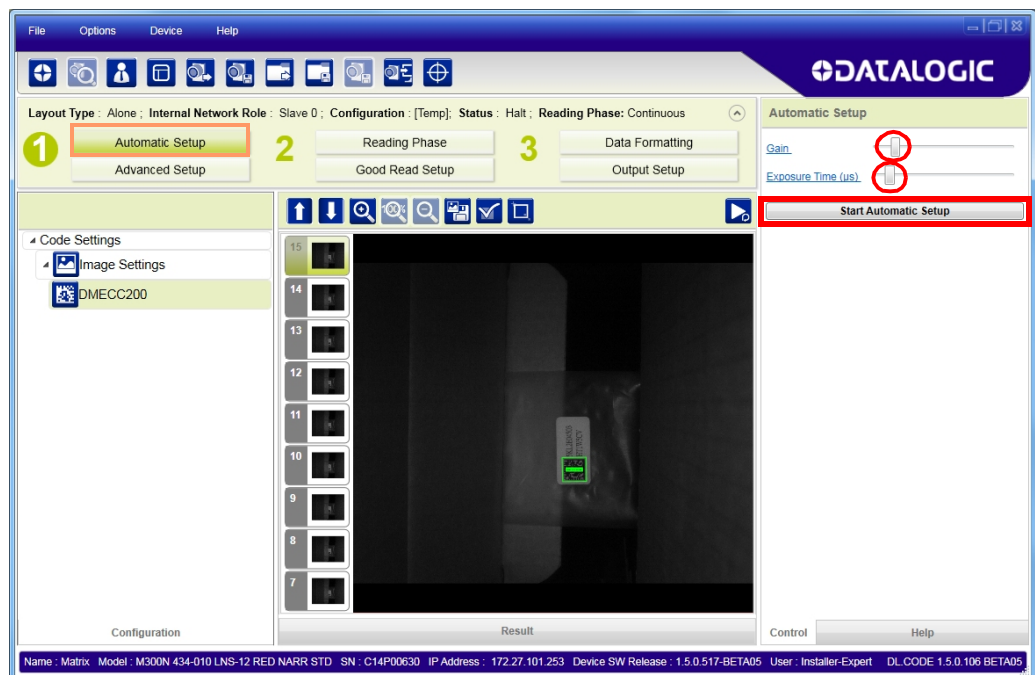 File Options Device Help
DATALOGIC
Layout Type : Alone ; Internal Network Role : Slave 0 ; Configuration : [Temp]; Status : Halt ; Reading Phase: Continuous
Automatic Setup
1
Automatic Setup
Advanced Setup
2
Reading Phase
Good Read Setup
3
Data Formatting
Output Setup
Gain
Exposure Time (µs)
Start Automatic Setup
Code Settings
Image Settings
DMECC200
100%
15
14
13
12
11
10
9
8
7
Configuration
Result
Control
Help
Name : Matrix Model : M300N 434-010 LNS-12 RED NARR STD SN : C14P00630 IP Address : 172.27.101.253 Device SW Release : 1.5.0.517-BETA05 User : Installer-Expert DL.CODE 1.5.0.106 BETA05